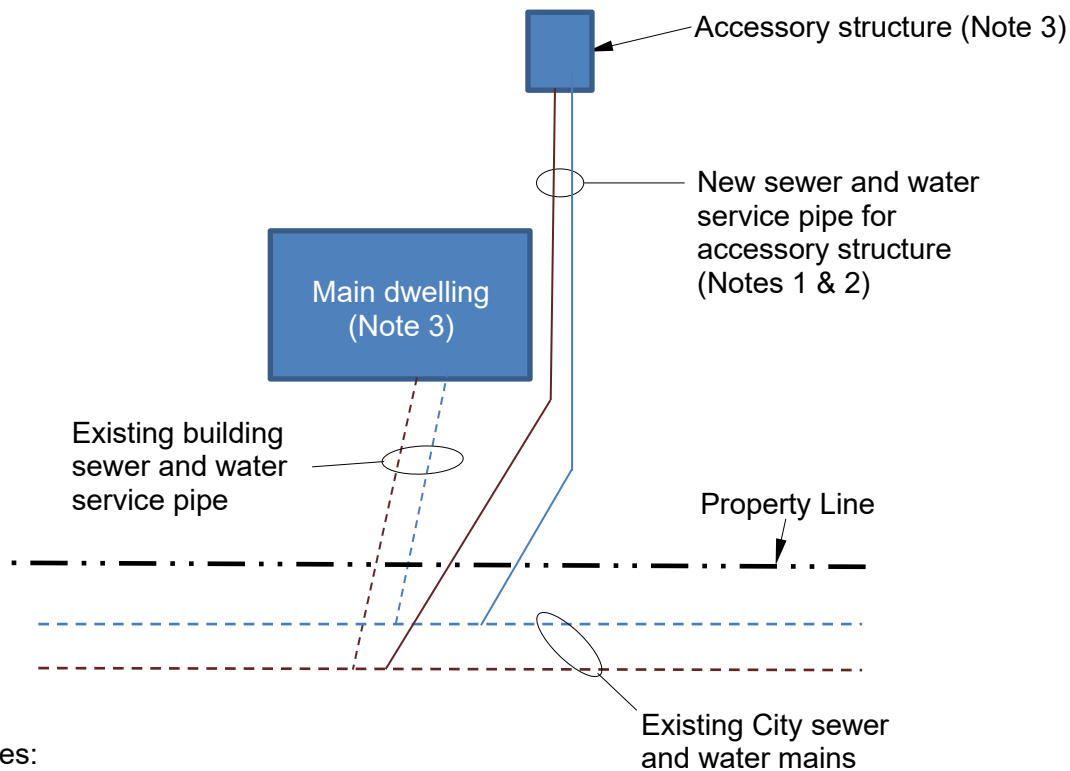 Accessory structure (Note 3)
New sewer and water
service pipe for
accessory structure
(Notes 1 & 2)
Main dwelling
(Note 3)
Existing building
sewer and water
service pipe
Property Line
Existing City sewer
and water mains
es: